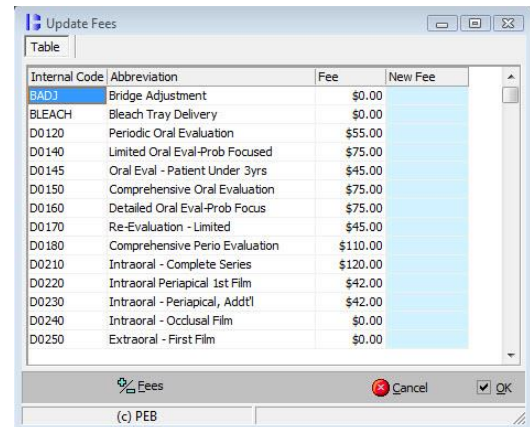 Update Fees
Table
Internal Code Abbreviation Fee New Fee
BADJ Bridge Adjustment $0.00
BLEACH Bleach Tray Delivery $0.00
D0120 Periodic Oral Evaluation $55.00
D0140 Limited Oral Eval-Prob Focused $75.00
D0145 Oral Eval - Patient Under 3yrs $45.00
D0150 Comprehensive Oral Evaluation $75.00
D0160 Detailed Oral Eval-Prob Focus $75.00
D0170 Re-Evaluation - Limited $45.00
D0180 Comprehensive Perio Evaluation $110.00
D0210 Intraoral - Complete Series $120.00
D0220 Intraoral Periapical 1st Film $42.00
D0230 Intraoral - Periapical, Addt'l $42.00
D0240 Intraoral - Occlusal Film $0.00
D0250 Extraoral - First Film $0.00
% Fees Cancel OK
(c) PEB